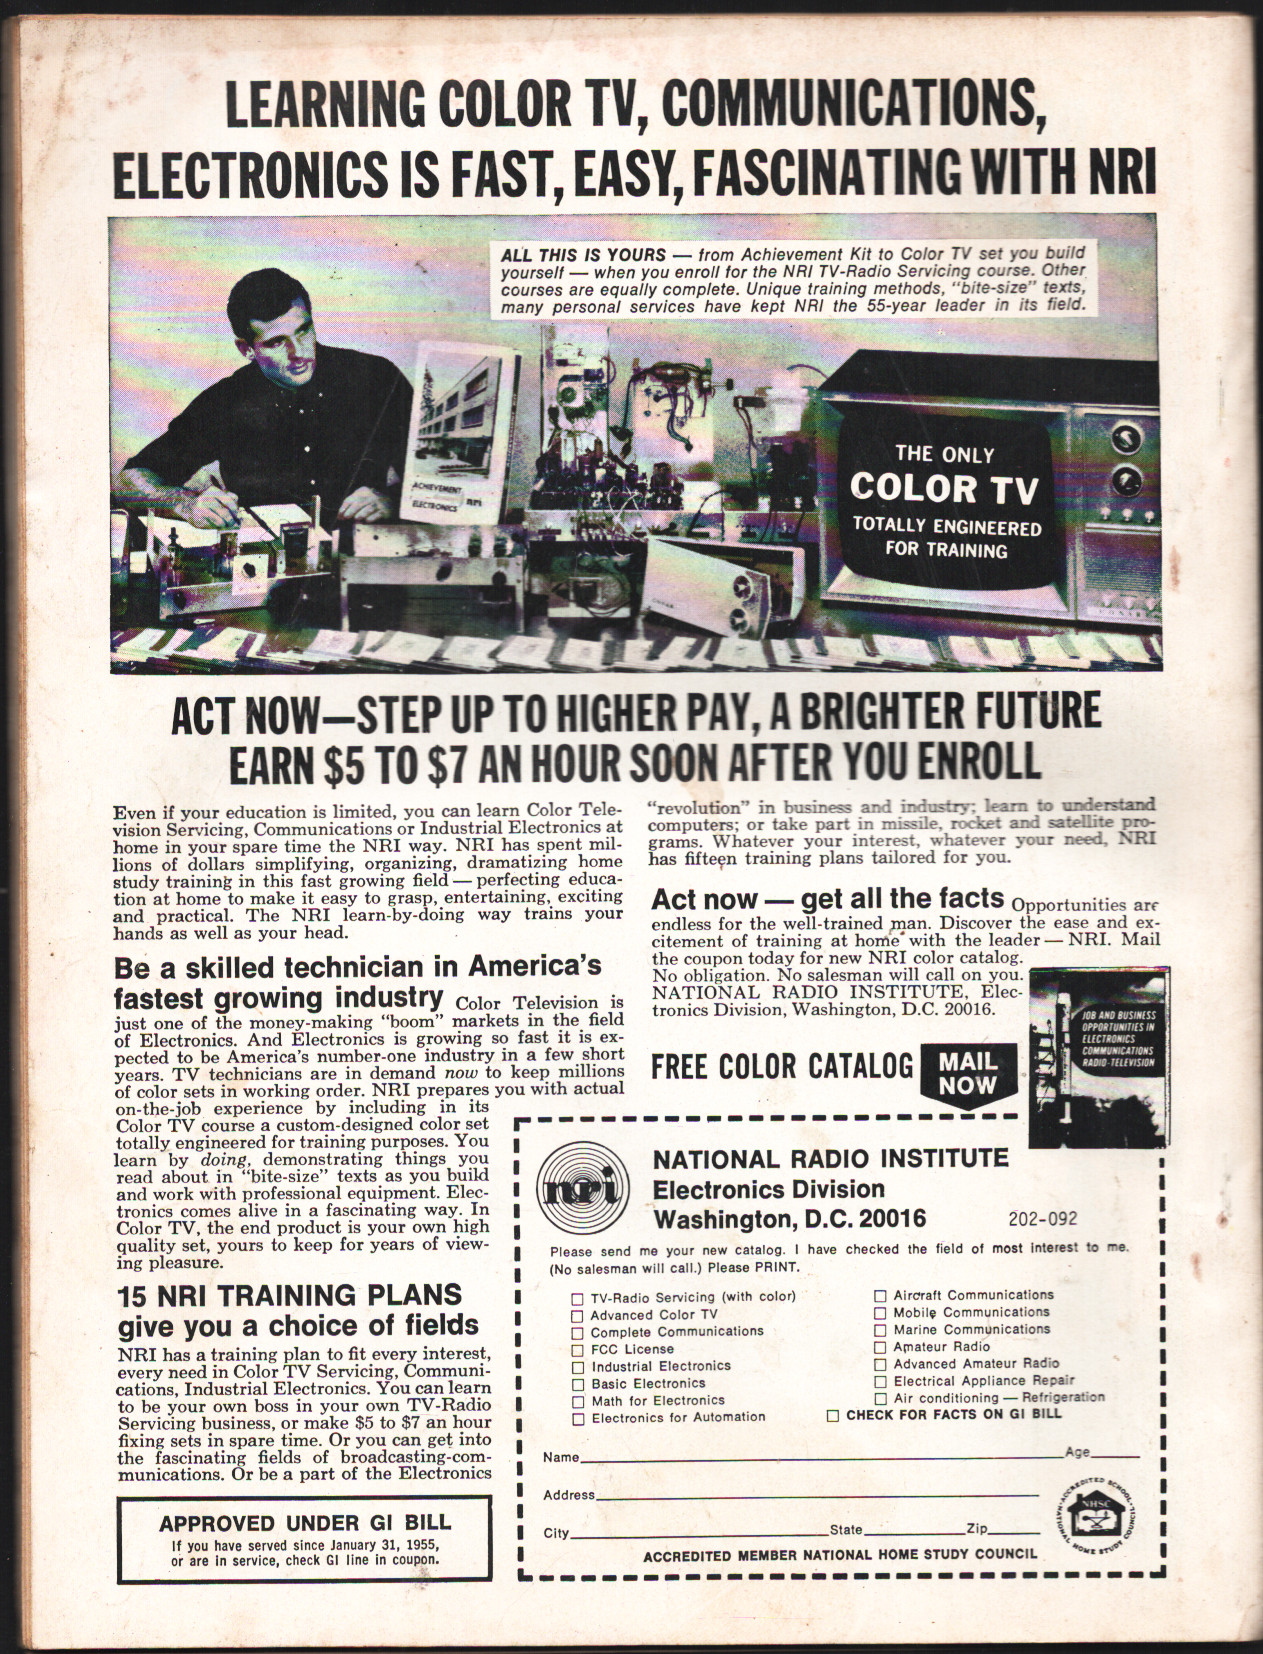 LEARNING COLOR TV, COMMUNICATIONS,
ELECTRONICS IS FAST, EASY, FASCINATING WITH NRI
ALL THIS IS YOURS — from Achievement Kit to Color TV set you build
yourself — when you enroll for the NRI TV-Radio Servicing course. Other
courses are equally complete. Unique training methods, "bite-size" texts,
many personal services have kept NRI the 55-year leader in its field.
ACHIEVEMENT
nri
ELECTRONICS
THE ONLY
COLOR TV
TOTALLY ENGINEERED
FOR TRAINING
ACT NOW—STEP UP TO HIGHER PAY, A BRIGHTER FUTURE
EARN $5 TO $7 AN HOUR SOON AFTER YOU ENROLL
Even if your education is limited, you can learn Color Tele-
vision Servicing, Communications or Industrial Electronics at
home in your spare time the NRI way. NRI has spent mil-
lions of dollars simplifying, organizing, dramatizing home
study training in this fast growing field — perfecting educa-
tion at home to make it easy to grasp, entertaining, exciting
and practical. The NRI learn-by-doing way trains your
hands as well as your head.
Be a skilled technician in America's
fastest growing industry Color Television is
just one of the money-making "boom" markets in the field
of Electronics. And Electronics is growing so fast it is ex-
pected to be America's number-one industry in a few short
years. TV technicians are in demand now to keep millions
of color sets in working order. NRI prepares you with actual
on-the-job experience by including in its
Color TV course a custom-designed color set
totally engineered for training purposes. You
learn by doing, demonstrating things you
read about in "bite-size" texts as you build
and work with professional equipment. Elec-
tronics comes alive in a fascinating way. In
Color TV, the end product is your own high
quality set, yours to keep for years of view-
ing pleasure.
15 NRI TRAINING PLANS
give you a choice of fields
NRI has a training plan to fit every interest,
every need in Color TV Servicing, Communi-
cations, Industrial Electronics. You can learn
to be your own boss in your own TV-Radio
Servicing business, or make $5 to $7 an hour
fixing sets in spare time. Or you can get into
the fascinating fields of broadcasting-com-
munications. Or be a part of the Electronics
APPROVED UNDER GI BILL
If you have served since January 31, 1955,
or are in service, check GI line in coupon.
"revolution" in business and industry; learn to understand
computers; or take part in missile, rocket and satellite pro-
grams. Whatever your interest, whatever your need, NRI
has fifteen training plans tailored for you.
Act now — get all the facts Opportunities are
endless for the well-trained man. Discover the ease and ex-
citement of training at home with the leader — NRI. Mail
the coupon today for new NRI color catalog.
No obligation. No salesman will call on you.
NATIONAL RADIO INSTITUTE, Elec-
tronics Division, Washington, D.C. 20016.
JOB AND BUSINESS
OPPORTUNITIES IN
ELECTRONICS
COMMUNICATIONS
RADIO-TELEVISION
FREE COLOR CATALOG
MAIL
NOW
nri
NATIONAL RADIO INSTITUTE
Electronics Division
Washington, D.C. 20016 202-092
Please send me your new catalog. I have checked the field of most interest to me.
(No salesman will call.) Please PRINT.
TV-Radio Servicing (with color)
Advanced Color TV
Complete Communications
FCC License
Industrial Electronics
Basic Electronics
Math for Electronics
Electronics for Automation
Aircraft Communications
Mobile Communications
Marine Communications
Amateur Radio
Advanced Amateur Radio
Electrical Appliance Repair
Air conditioning — Refrigeration
CHECK FOR FACTS ON GI BILL
Name Age
Address
City State Zip
ACCREDITED MEMBER NATIONAL HOME STUDY COUNCIL
ACCREDITED SCHOOL
NHSC
NATIONAL HOME STUDY COUNCIL